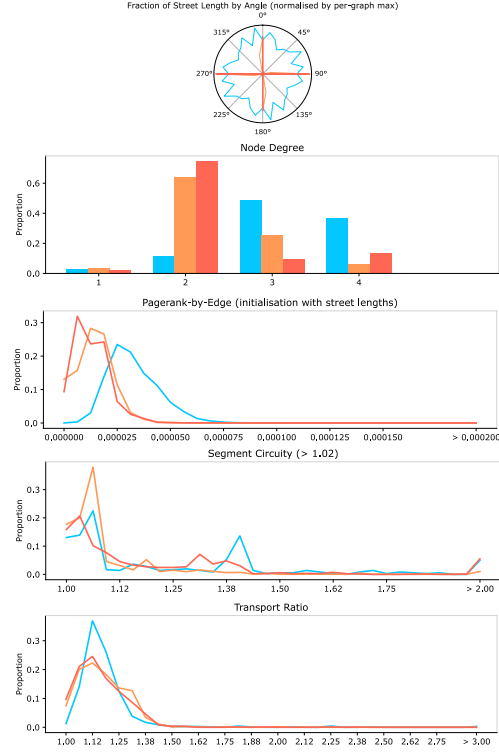 Fraction of Street Length by Angle (normalised by per-graph max)
0°
315° 45°
270° 90°
225° 135°
180°
Node Degree
Proportion
0.6
0.4
0.2
0.0
1 2 3 4
Pagerank-by-Edge (initialisation with street lengths)
Proportion
0.3
0.2
0.1
0.0
0.000000 0.000025 0.000050 0.000075 0.000100 0.000125 0.000150 > 0.000200
Segment Circuity (> 1.02)
Proportion
0.3
0.2
0.1
0.0
1.00 1.12 1.25 1.38 1.50 1.62 1.75 > 2.00
Transport Ratio
Proportion
0.3
0.2
0.1
0.0
1.00 1.12 1.25 1.38 1.50 1.62 1.75 1.88 2.00 2.12 2.25 2.38 2.50 2.62 2.75 > 3.00